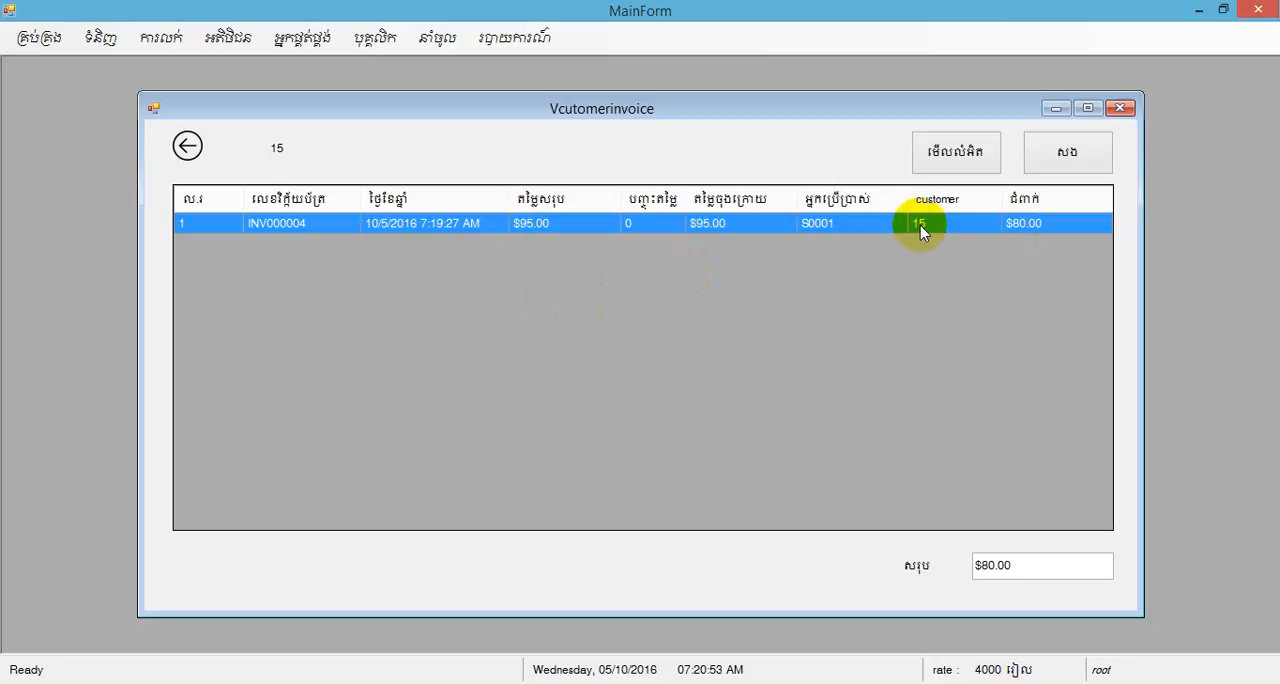 MainForm
គ្រប់គ្រង ទំនិញ ការលក់ អតិថិជន អ្នកផ្គត់ផ្គង់ បុគ្គលិក នាំចូល របាយការណ៍
Vcutomerinvoice
15 មើលលំអិត សង
ល.រ លេខវិក្ក័យប័ត្រ ថ្ងៃខែឆ្នាំ តម្លៃសរុប បញ្ចុះតម្លៃ តម្លៃចុងក្រោយ អ្នកប្រើប្រាស់ customer ជំពាក់
1 INV000004 10/5/2016 7:19:27 AM $95.00 0 $95.00 S0001 15 $80.00
សរុប $80.00
Ready Wednesday, 05/10/2016 07:20:53 AM rate : 4000 រៀល root